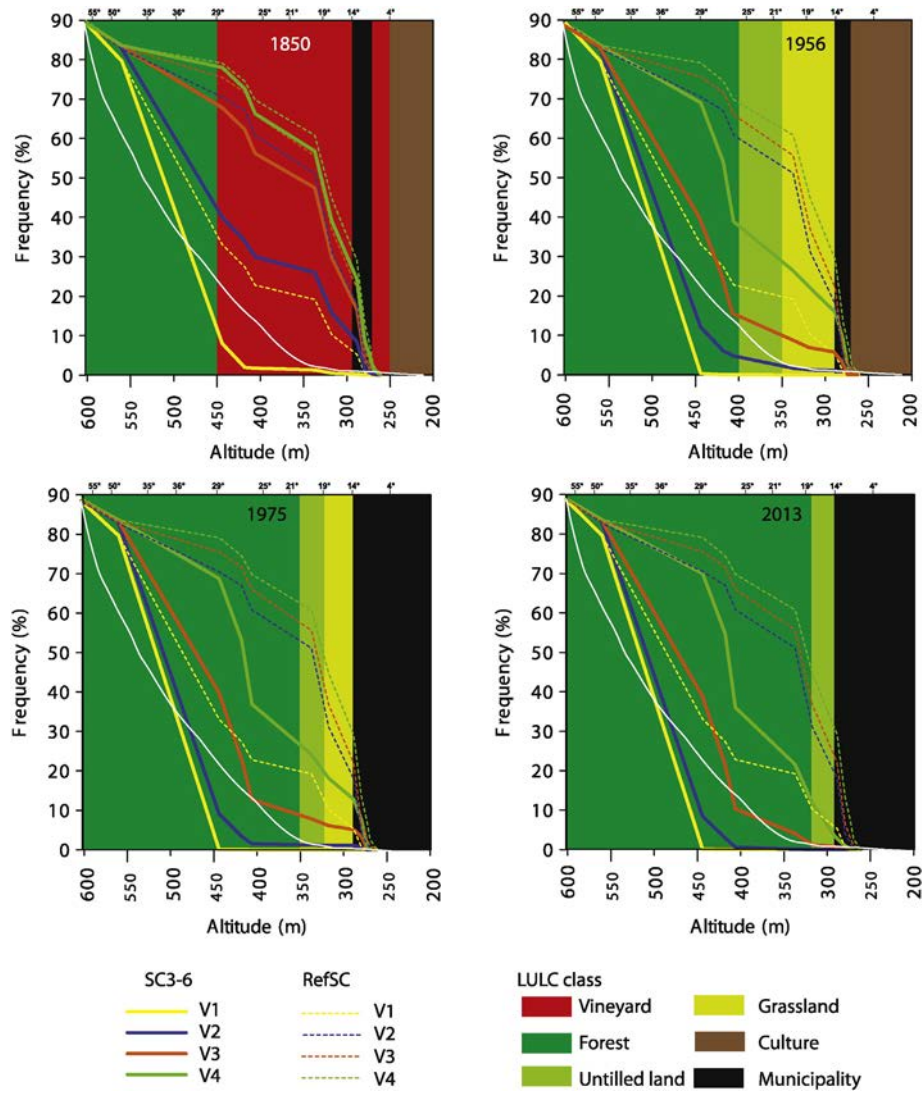 55° 50° 35° 36° 29° 25° 21° 19° 14° 4°
90
80
70
60
50
40
30
20
10
0
Frequency (%)
1850
600 550 500 450 400 350 300 250 200
Altitude (m)
55° 50° 35° 36° 29° 25° 21° 19° 14° 4°
90
80
70
60
50
40
30
20
10
0
Frequency (%)
1956
600 550 500 450 400 350 300 250 200
Altitude (m)
55° 50° 35° 36° 29° 25° 21° 19° 14° 4°
90
80
70
60
50
40
30
20
10
0
Frequency (%)
1975
600 550 500 450 400 350 300 250 200
Altitude (m)
55° 50° 35° 36° 29° 25° 21° 19° 14° 4°
90
80
70
60
50
40
30
20
10
0
Frequency (%)
2013
600 550 500 450 400 350 300 250 200
Altitude (m)
SC3-6
V1
V2
V3
V4
RefSC
V1
V2
V3
V4
LULC class
Vineyard
Forest
Untilled land
Grassland
Culture
Municipality